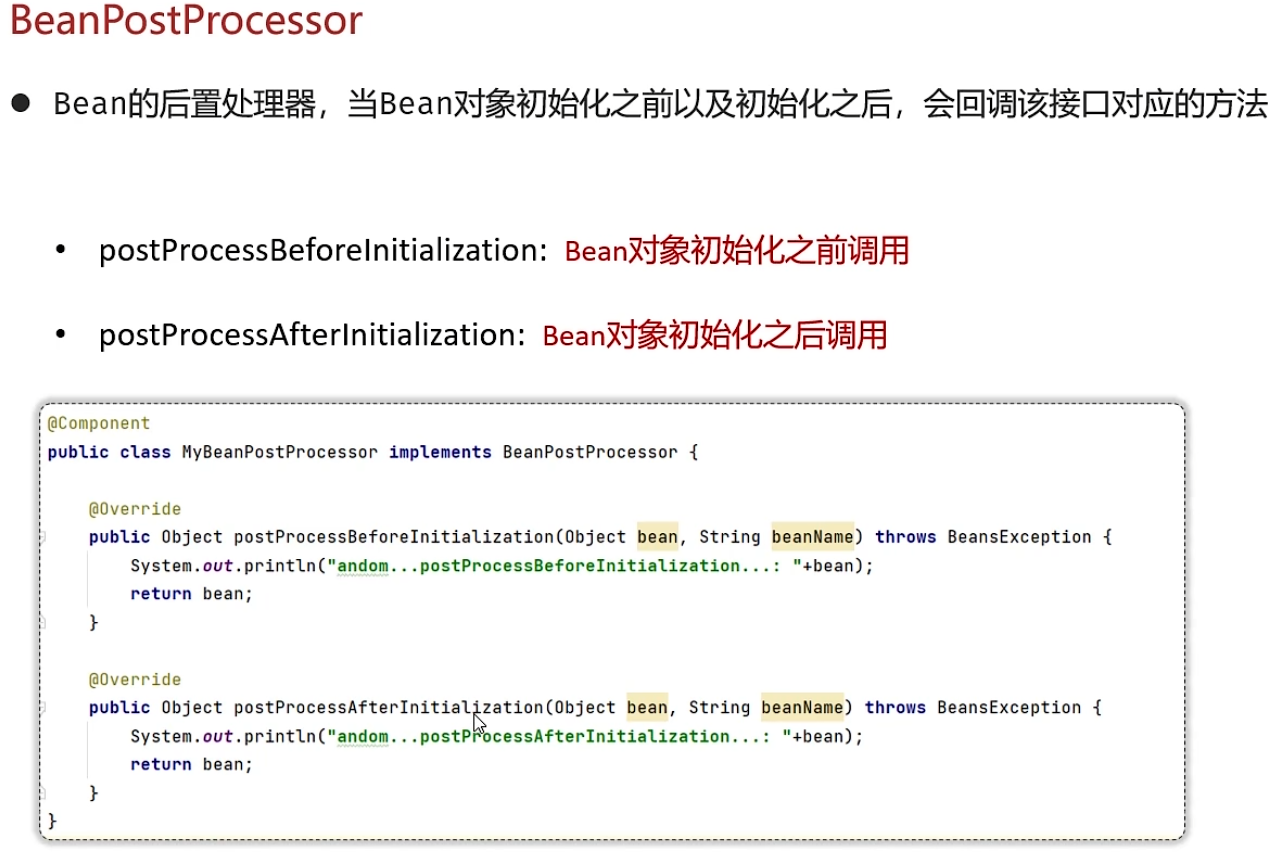 BeanPostProcessor
● Bean的后置处理器，当Bean对象初始化之前以及初始化之后，会回调该接口对应的方法
• postProcessBeforeInitialization: Bean对象初始化之前调用
• postProcessAfterInitialization: Bean对象初始化之后调用
@Component
public class MyBeanPostProcessor implements BeanPostProcessor {
@Override
public Object postProcessBeforeInitialization(Object bean, String beanName) throws BeansException {
System.out.println("andom...postProcessBeforeInitialization...: "+bean);
return bean;
}
@Override
public Object postProcessAfterInitialization(Object bean, String beanName) throws BeansException {
System.out.println("andom...postProcessAfterInitialization...: "+bean);
return bean;
}
}